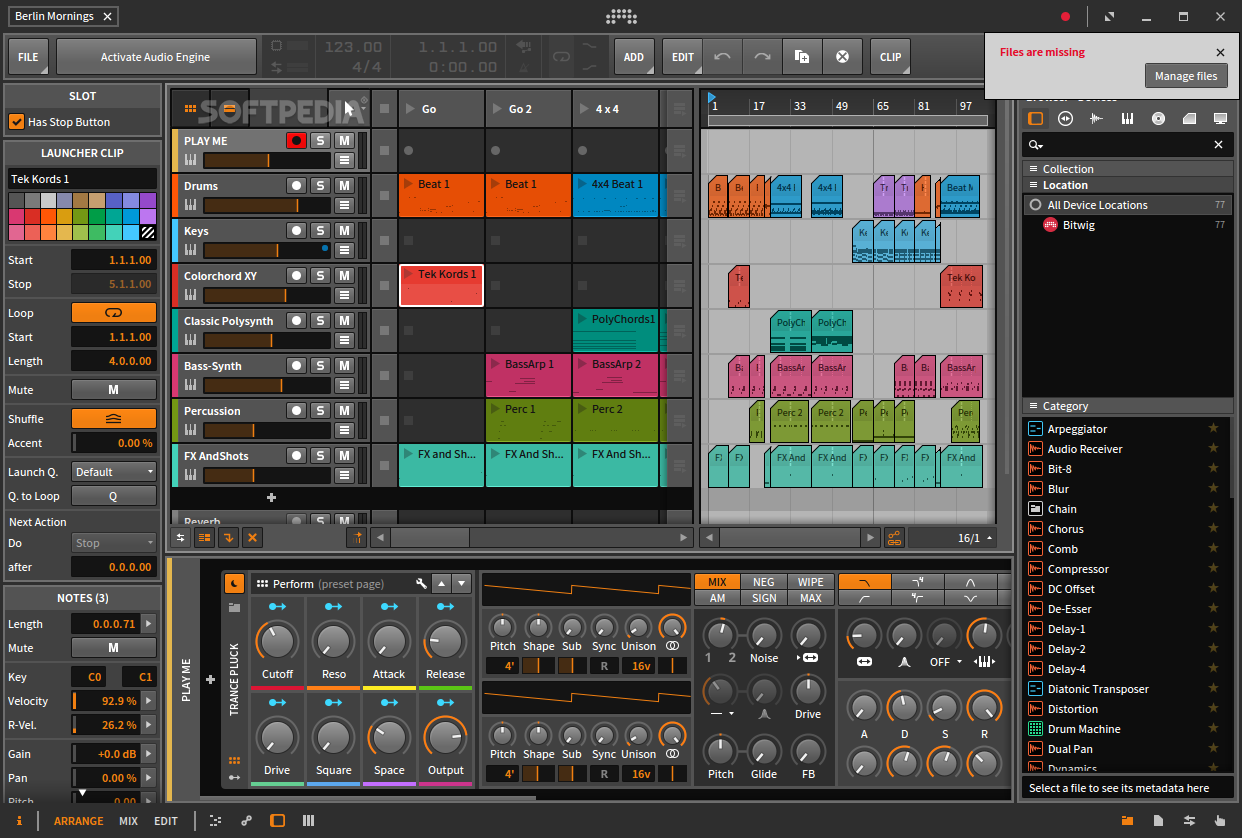 Berlin Mornings
FILE
Activate Audio Engine
123.00
4/4
1.1.1.00
0:00.00
ADD
EDIT
CLIP
Files are missing
Manage files
SLOT
Has Stop Button
LAUNCHER CLIP
Tek Kords 1
Start 1.1.1.00
Stop 5.1.1.00
Loop
Start 1.1.1.00
Length 4.0.0.00
Mute M
Shuffle
Accent 0.00 %
Launch Q. Default
Q. to Loop Q
Next Action
Do Stop
after 0.0.0.00
NOTES (3)
Length 0.0.0.71
Mute M
Key C0 C1
Velocity 92.9 %
R-Vel. 26.2 %
Gain +0.0 dB
Pan 0.00 %
Pitch 0.00
SOFTPEDIA
Go Go 2 4 x 4
PLAY ME S M
Drums S M Beat 1 Beat 1 4x4 Beat 1
Keys S M
Colorchord XY S M Tek Kords 1
Classic Polysynth S M PolyChords1
Bass-Synth S M BassArp 1 BassArp 2
Percussion S M Perc 1 Perc 2
FX AndShots S M FX and Sh... FX And Sh... FX and Sh...
Reverb S M
1 17 33 49 65 81 97
4x4 I 4x4 I Beat M
Tek Ko
PolyCh PolyCh
BassAr BassAr BassAr
Perc 2 Perc 2 Per
FX And FX And FX And FX And
16/1
All Device Locations 77
Collection
Location
Bitwig 77
Category
Arpeggiator
Audio Receiver
Bit-8
Blur
Chain
Chorus
Comb
Compressor
DC Offset
De-Esser
Delay-1
Delay-2
Delay-4
Diatonic Transposer
Distortion
Drum Machine
Dual Pan
Dynamics
Select a file to see its metadata here
PLAY ME
TRANCE PLUCK
Perform (preset page)
Cutoff Reso Attack Release
Drive Square Space Output
Pitch Shape Sub Sync Unison
4' R 16v
Pitch Shape Sub Sync Unison
4' R 16v
MIX NEG WIPE
AM SIGN MAX
1 2 Noise
Drive
Pitch Glide FB
OFF
A D S R
i ARRANGE MIX EDIT